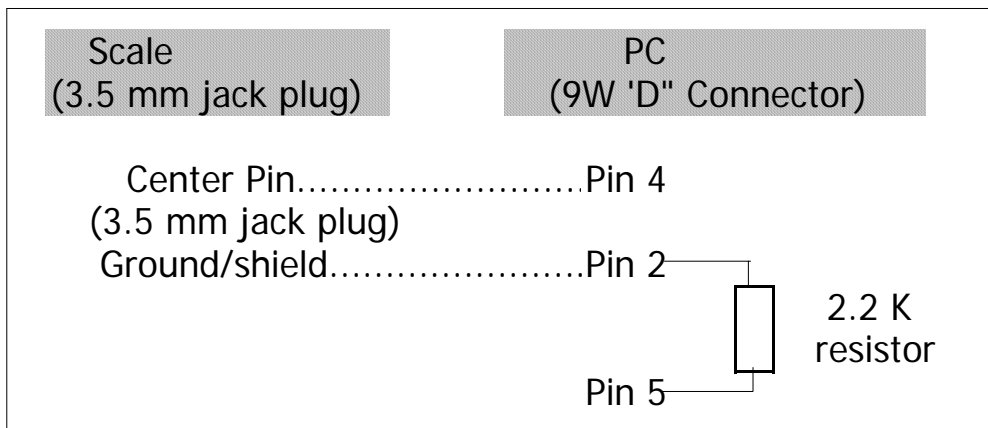 Scale
(3.5 mm jack plug)
PC
(9W 'D" Connector)
Center Pin..........................Pin 4
(3.5 mm jack plug)
Ground/shield.......................Pin 2
2.2 K
resistor
Pin 5